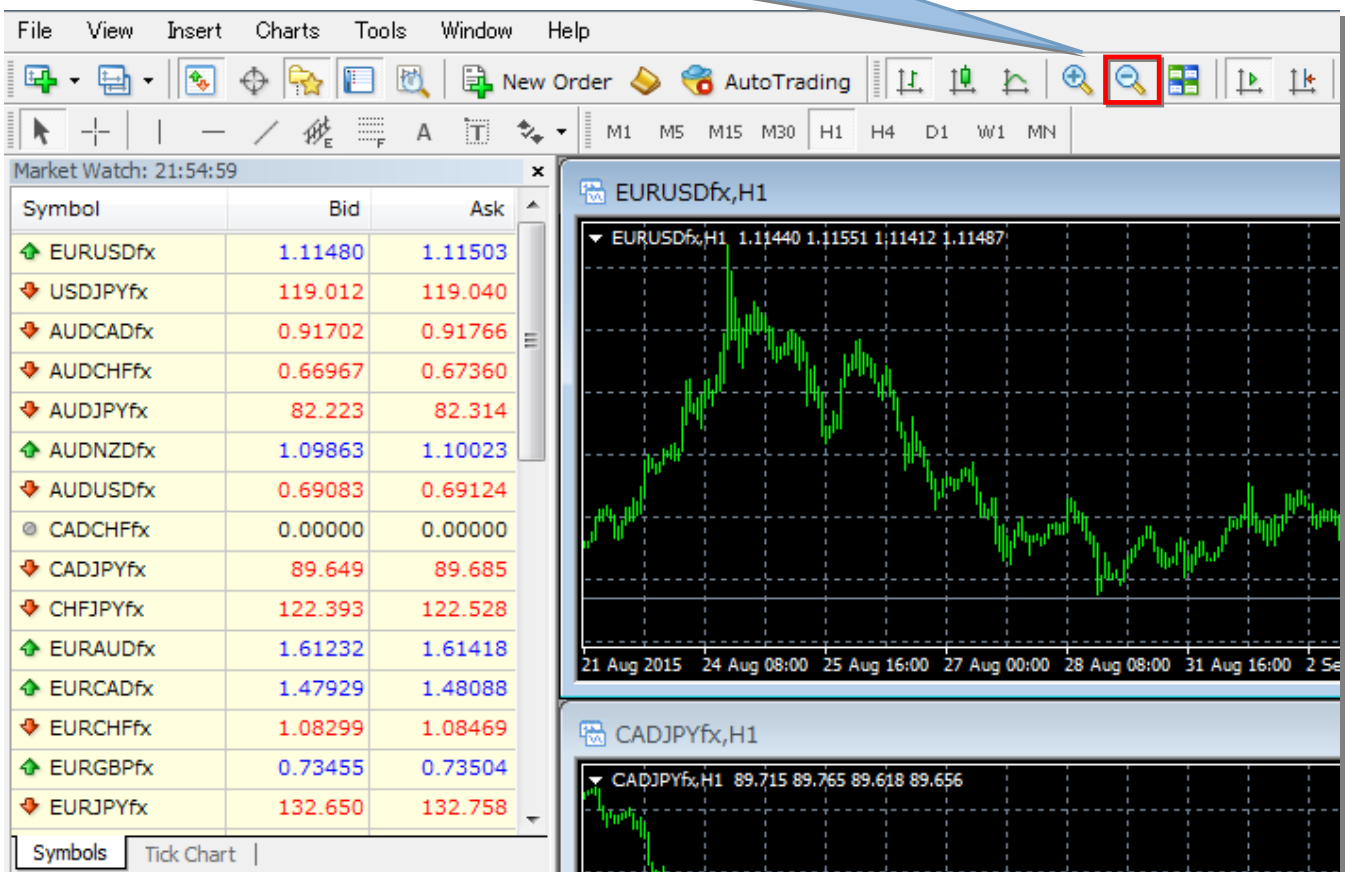 File View Insert Charts Tools Window Help
New Order AutoTrading
E F A T M1 M5 M15 M30 H1 H4 D1 W1 MN
Market Watch: 21:54:59
Symbol Bid Ask
EURUSDfx 1.11480 1.11503
USDJPYfx 119.012 119.040
AUDCADfx 0.91702 0.91766
AUDCHFfx 0.66967 0.67360
AUDJPYfx 82.223 82.314
AUDNZDfx 1.09863 1.10023
AUDUSDfx 0.69083 0.69124
CADCHFfx 0.00000 0.00000
CADJPYfx 89.649 89.685
CHFJPYfx 122.393 122.528
EURAUDfx 1.61232 1.61418
EURCADfx 1.47929 1.48088
EURCHFfx 1.08299 1.08469
EURGBPfx 0.73455 0.73504
EURJPYfx 132.650 132.758
Symbols Tick Chart
EURUSDfx,H1
EURUSDfx,H1 1.11440 1.11551 1.11412 1.11487
21 Aug 2015 24 Aug 08:00 25 Aug 16:00 27 Aug 00:00 28 Aug 08:00 31 Aug 16:00 2 Se
CADJPYfx,H1
CADJPYfx,H1 89.715 89.765 89.618 89.656